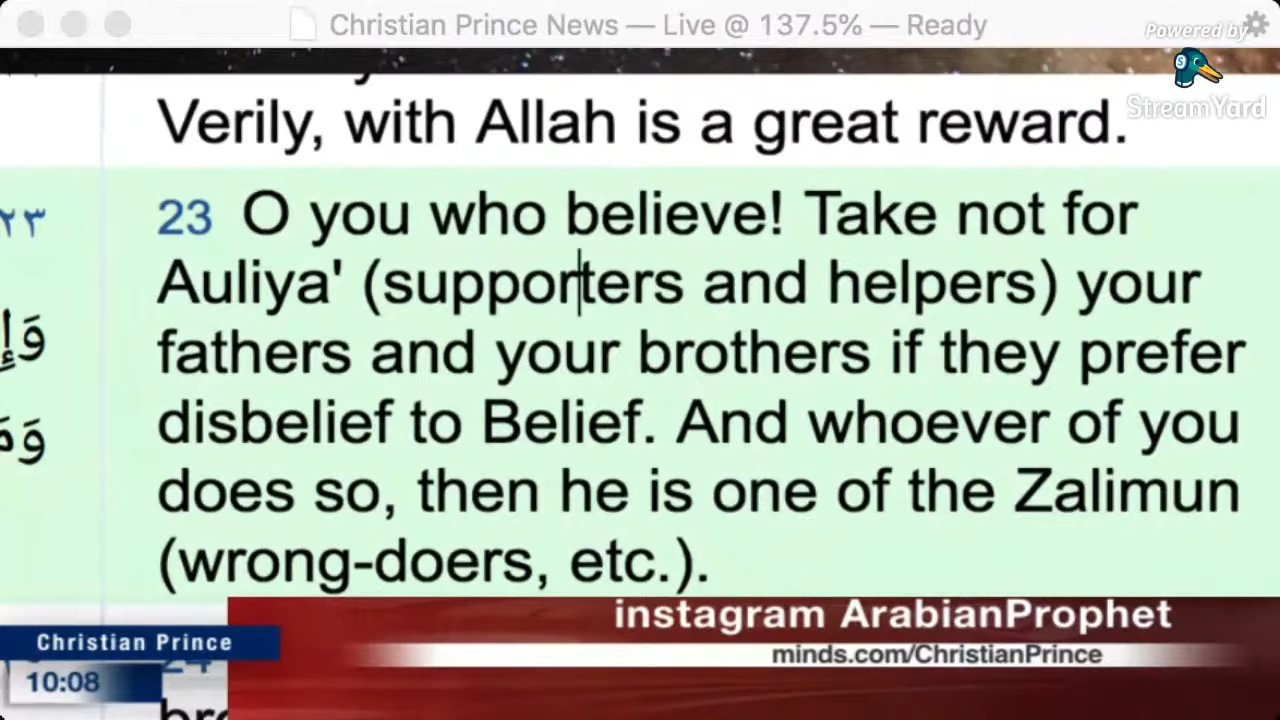 Christian Prince News — Live @ 137.5% — Ready
Powered by
StreamYard
Verily, with Allah is a great reward.
٢٣
23 O you who believe! Take not for
Auliya' (supporters and helpers) your
fathers and your brothers if they prefer
disbelief to Belief. And whoever of you
does so, then he is one of the Zalimun
(wrong-doers, etc.).
instagram ArabianProphet
Christian Prince
minds.com/ChristianPrince
24
10:08